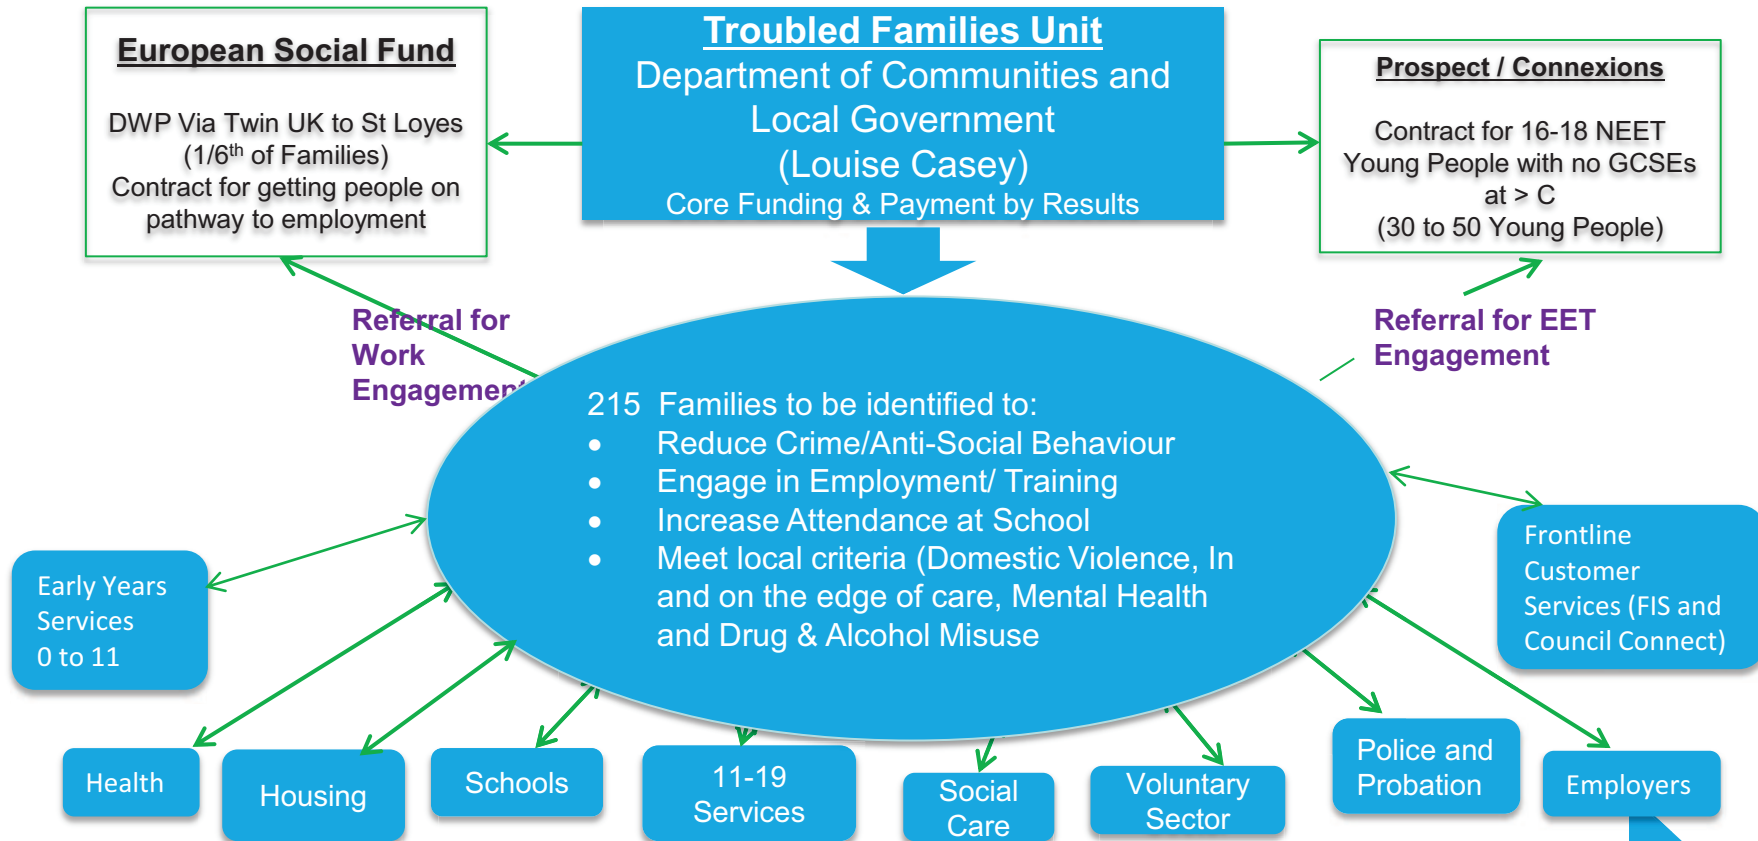 European Social Fund
DWP Via Twin UK to St Loyes
(1/6th of Families)
Contract for getting people on
pathway to employment
Troubled Families Unit
Department of Communities and
Local Government
(Louise Casey)
Core Funding & Payment by Results
Prospect / Connexions
Contract for 16-18 NEET
Young People with no GCSEs
at > C
(30 to 50 Young People)
Referral for
Work
Engagement
Referral for EET
Engagement
215 Families to be identified to:
• Reduce Crime/Anti-Social Behaviour
• Engage in Employment/ Training
• Increase Attendance at School
• Meet local criteria (Domestic Violence, In
and on the edge of care, Mental Health
and Drug & Alcohol Misuse
Early Years
Services
0 to 11
Frontline
Customer
Services (FIS and
Council Connect)
Health
Housing
Schools
11-19
Services
Social
Care
Voluntary
Sector
Police and
Probation
Employers